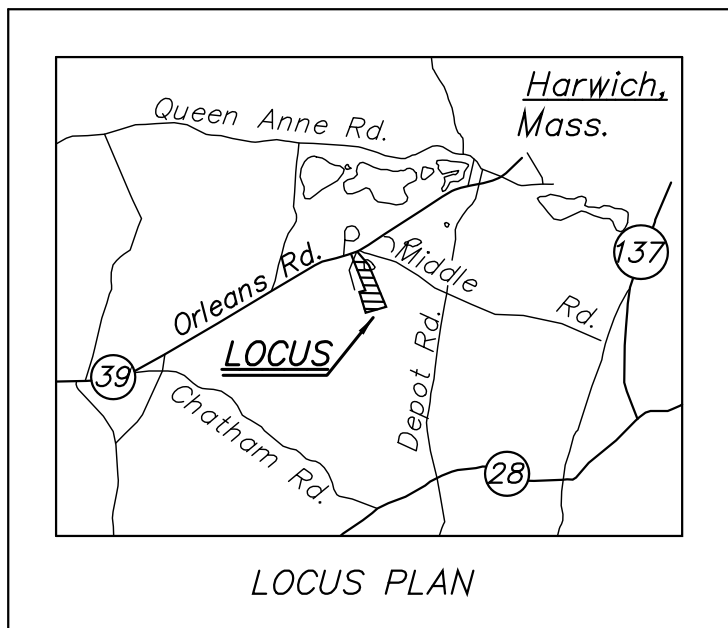 Harwich,
Mass.
Queen Anne Rd.
137
Middle Rd.
Orleans Rd.
LOCUS
39
Depot Rd.
Chatham Rd.
28
LOCUS PLAN